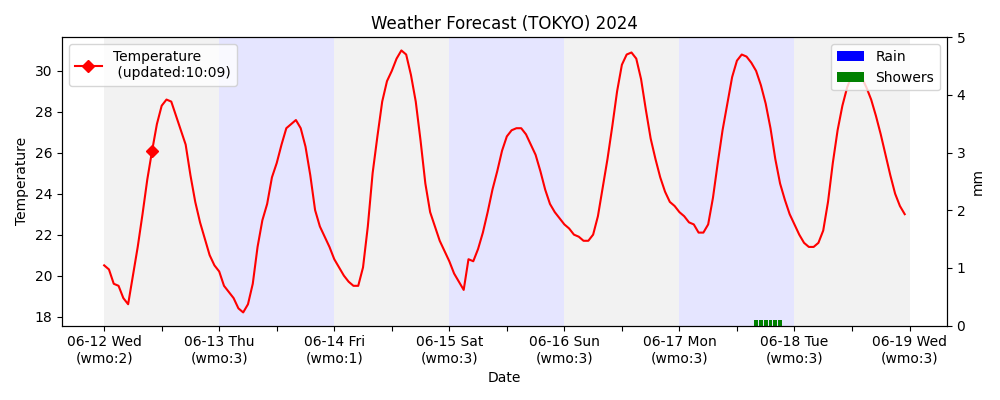 Weather Forecast (TOKYO) 2024
Temperature
(updated:10:09)
Rain
Showers
Temperature
30
28
26
24
22
20
18
5
4
3
2
1
0
mm
06-12 Wed
(wmo:2)
06-13 Thu
(wmo:3)
06-14 Fri
(wmo:1)
06-15 Sat
(wmo:3)
06-16 Sun
(wmo:3)
06-17 Mon
(wmo:3)
06-18 Tue
(wmo:3)
06-19 Wed
(wmo:3)
Date